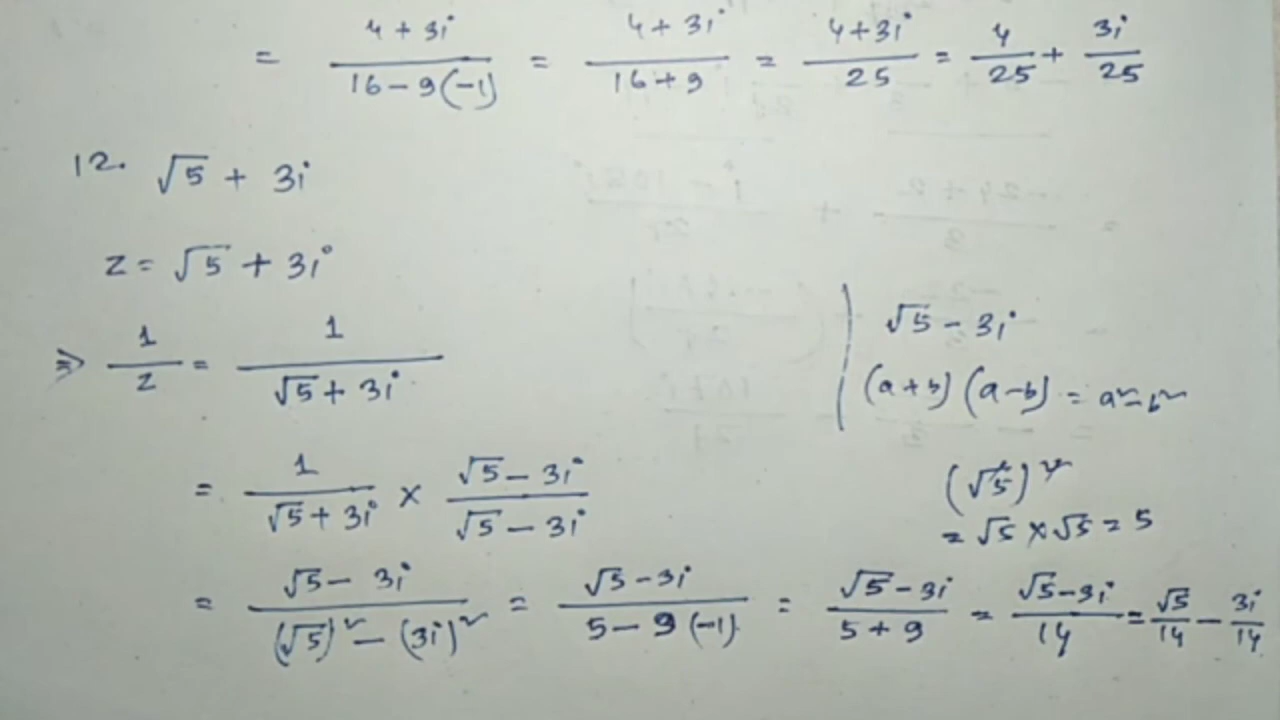 = 4 + 3i / 16 - 9(-1) = 4 + 3i / 16 + 9 = 4+3i / 25 = 4/25 + 3i/25
12. √5 + 3i
z = √5 + 3i
⇒ 1/z = 1 / √5 + 3i
√5 - 3i
(a+b) (a-b) = a² - b²
= 1 / √5 + 3i × √5 - 3i / √5 - 3i
(√5)²
= √5 × √5 = 5
= √5 - 3i / (√5)² - (3i)² = √5 - 3i / 5 - 9(-1) = √5 - 3i / 5 + 9 = √5 - 3i / 14 = √5/14 - 3i/14